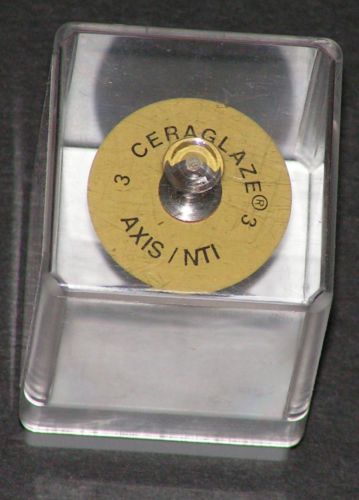 3 CERAGLAZE® 3
AXIS / NTI